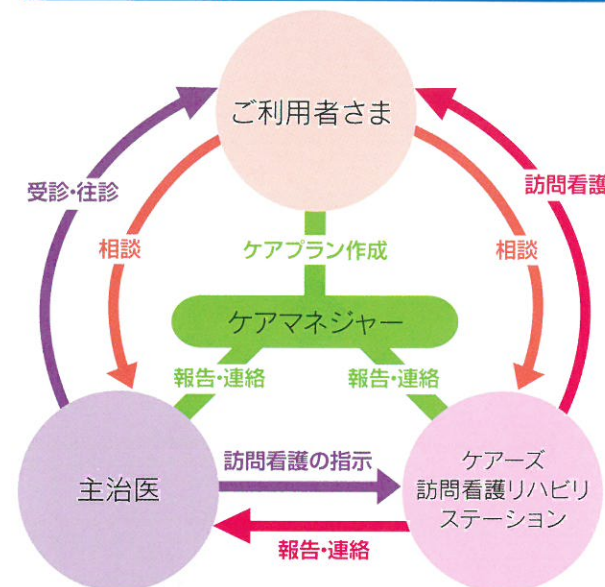 ご利用者さま
受診・往診
訪問看護
相談
ケアプラン作成
相談
ケアマネジャー
報告・連絡
報告・連絡
主治医
訪問看護の指示
ケアーズ
訪問看護リハビリ
ステーション
報告・連絡